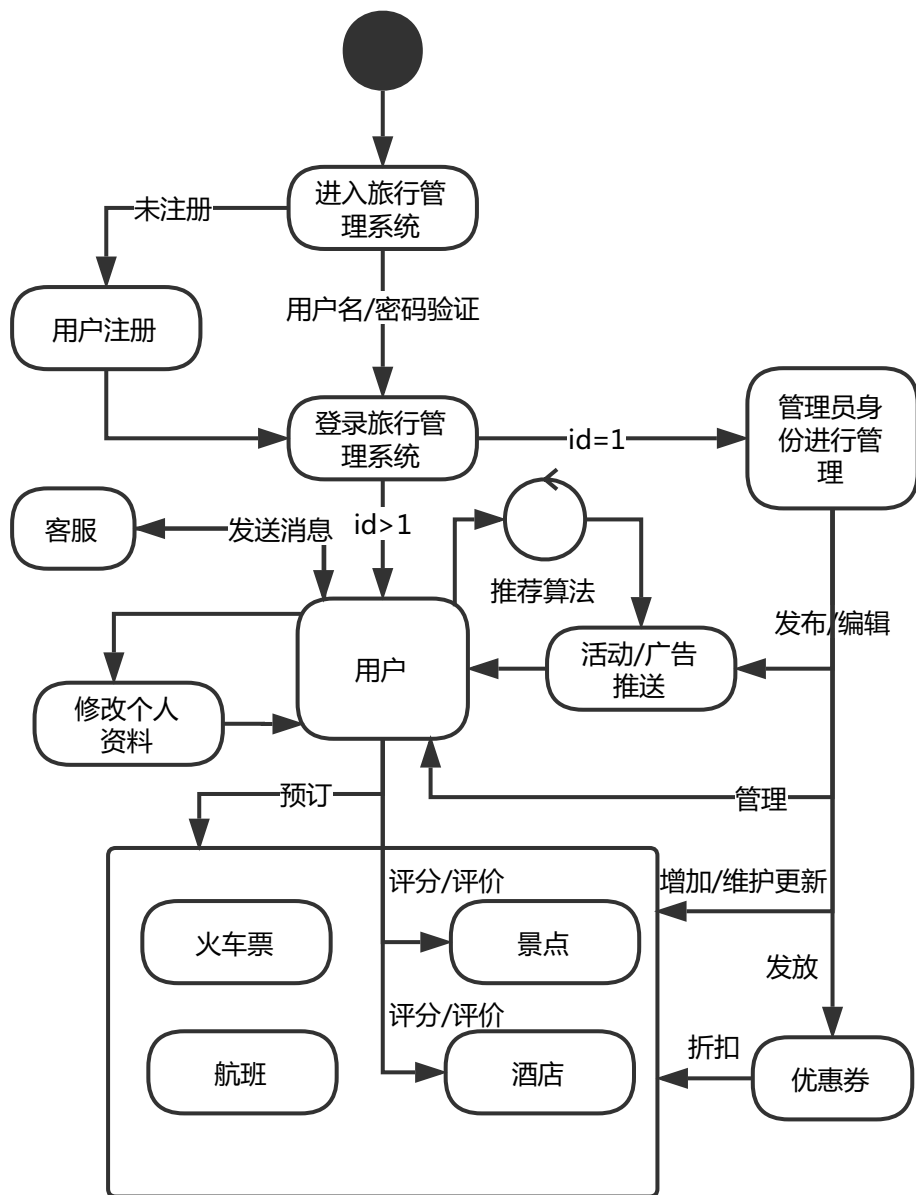 进入旅行管
理系统
未注册
用户注册
用户名/密码验证
登录旅行管
理系统
id=1
管理员身
份进行管
理
客服
发送消息
id>1
推荐算法
发布/编辑
用户
活动/广告
推送
修改个人
资料
预订
管理
评分/评价
增加/维护更新
火车票
景点
发放
评分/评价
折扣
航班
酒店
优惠券